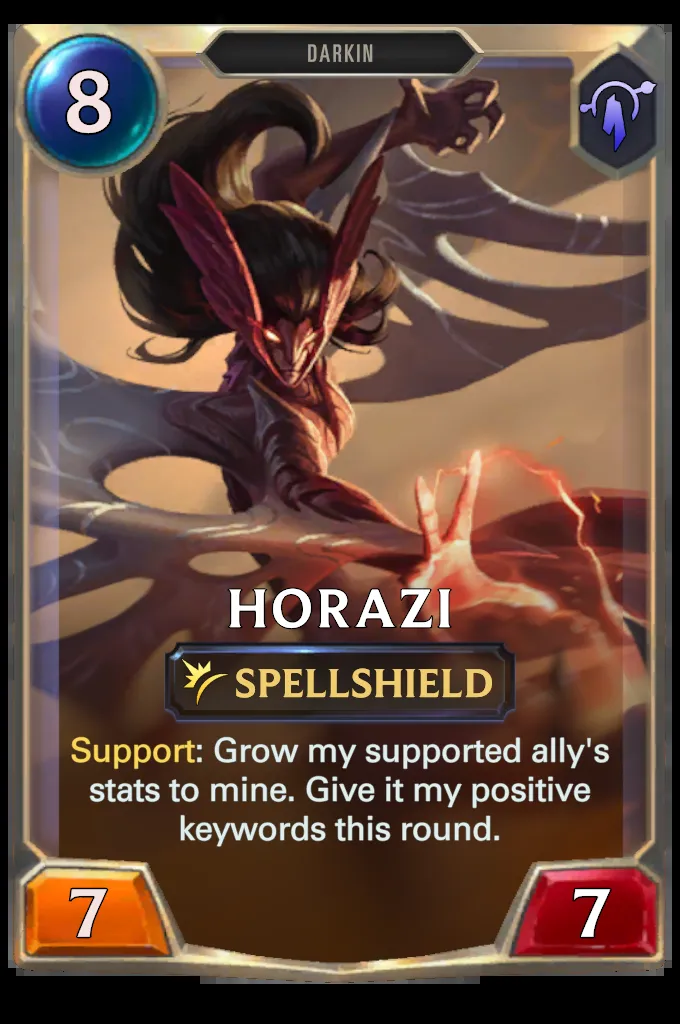 DARKIN
8
HORAZI
SPELLSHIELD
Support: Grow my supported ally's
stats to mine. Give it my positive
keywords this round.
7
7